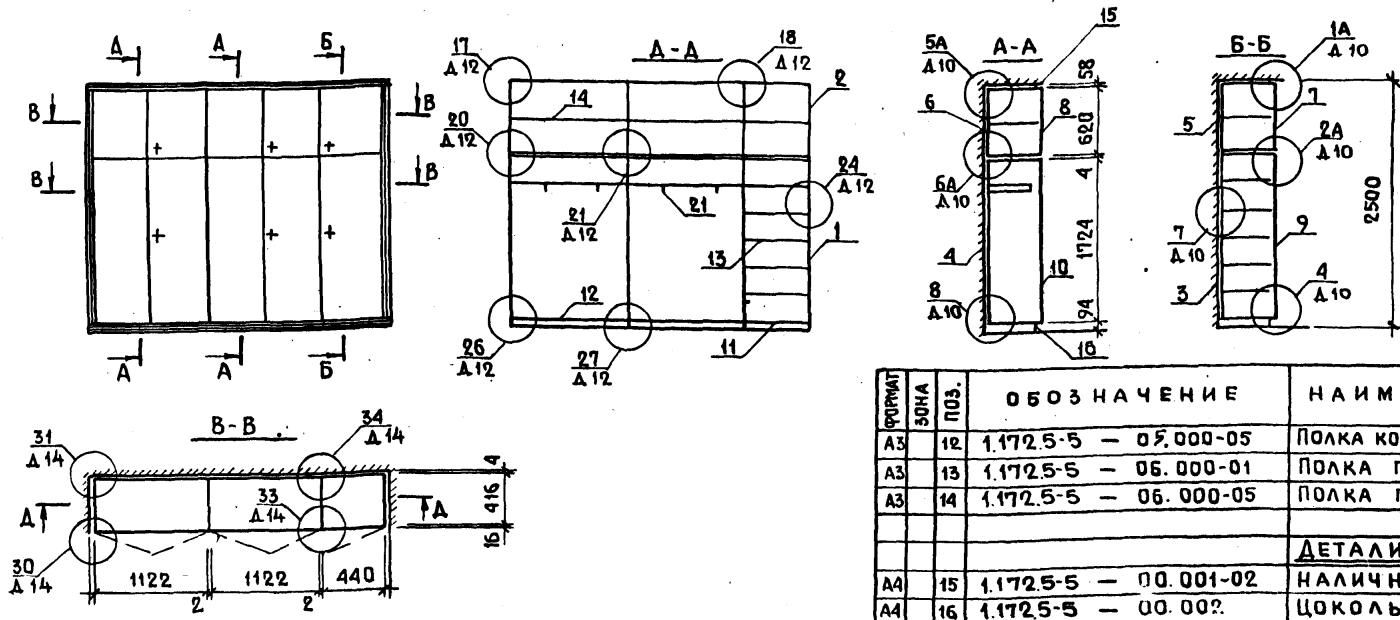 А
А
Б
В
В
В
В
А
А
Б
Д-Д
17
Д 12
18
Д 12
2
14
20
Д 12
24
Д 12
21
Д 12
21
13
1
12
11
26
Д 12
27
Д 12
А-А
15
5А
Д 10
6
8
6А
Д 10
4
10
8
Д 10
16
58
620
4
1724
94
Б-Б
1А
Д 10
7
5
2А
Д 10
7
Д 10
9
3
4
Д 10
2500
В-В
31
Д 14
34
Д 14
33
Д 14
Д
Д
30
Д 14
4
416
16
1122
1122
440
2
2
ФОРМАТ ЗОНА ПОЗ. ОБОЗНАЧЕНИЕ НАИМ
А3 12 1.172.5-5 — 05.000-05 ПОЛКА КО
А3 13 1.172.5-5 — 06.000-01 ПОЛКА П
А3 14 1.172.5-5 — 06.000-05 ПОЛКА П
ДЕТАЛИ
А4 15 1.172.5-5 — 00.001-02 НАЛИЧН
А4 16 1.172.5-5 — 00.002 ЦОКОЛЬ